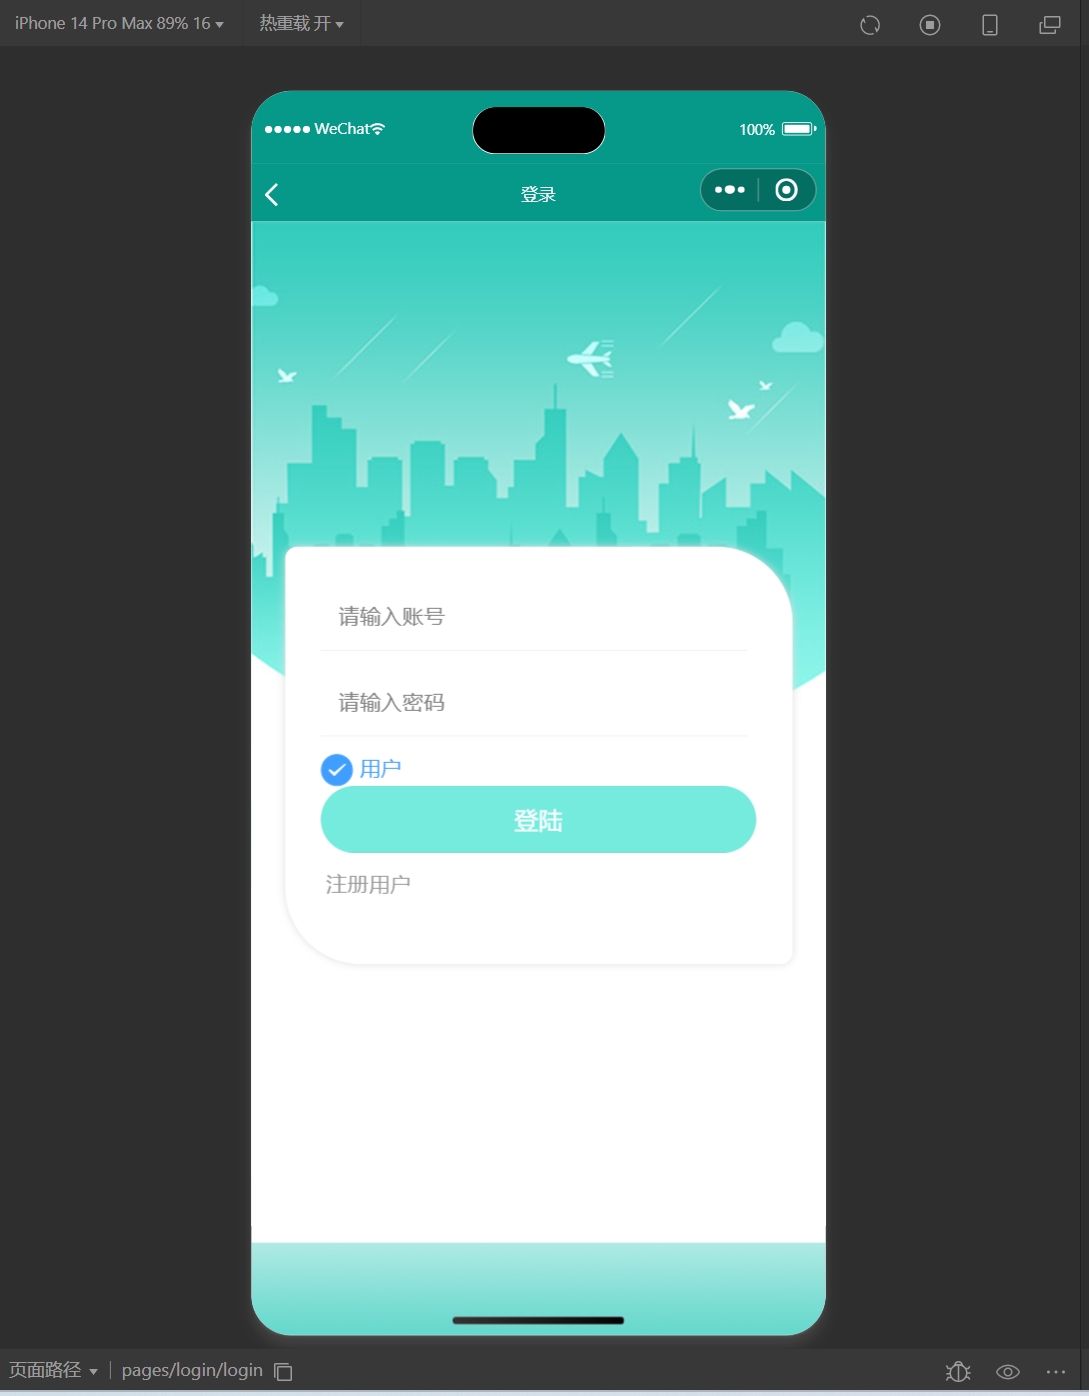 iPhone 14 Pro Max 89% 16
热重载 开
WeChat
100%
登录
请输入账号
请输入密码
用户
登陆
注册用户
页面路径
pages/login/login